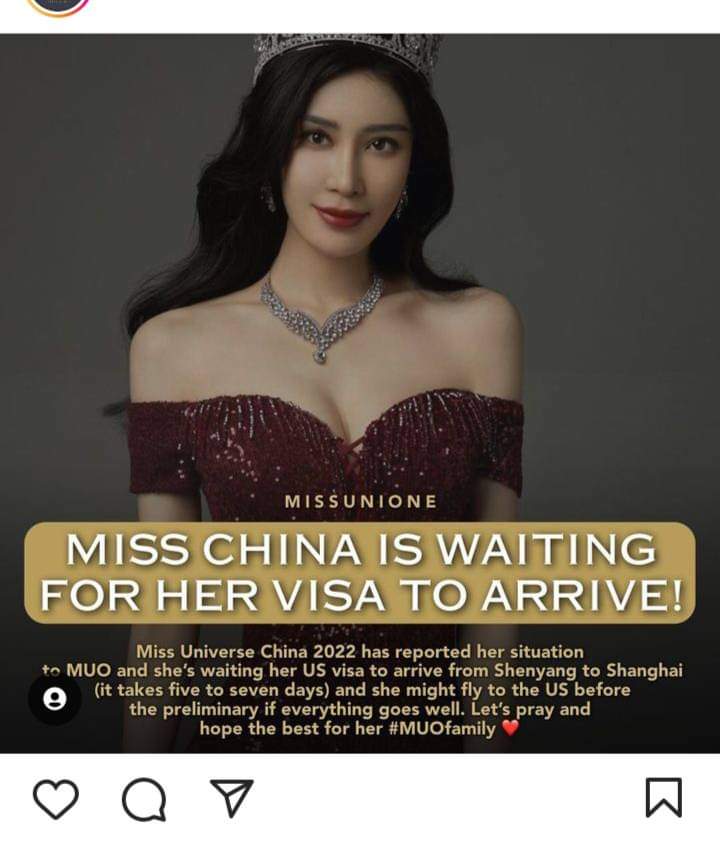 MISSUNIONE
MISS CHINA IS WAITING
FOR HER VISA TO ARRIVE!
Miss Universe China 2022 has reported her situation
to MUO and she's waiting her US visa to arrive from Shenyang to Shanghai
(it takes five to seven days) and she might fly to the US before
the preliminary if everything goes well. Let's pray and
hope the best for her #MUOfamily ❤️